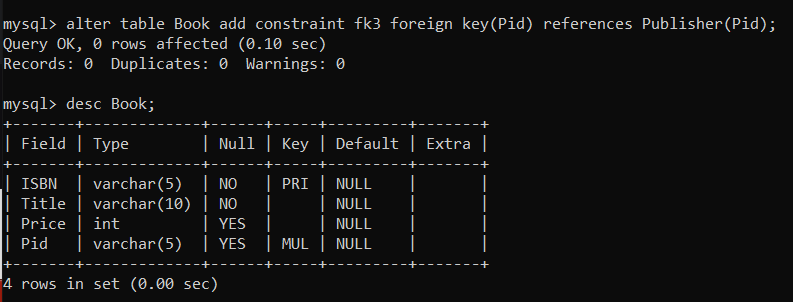 mysql> alter table Book add constraint fk3 foreign key(Pid) references Publisher(Pid);
Query OK, 0 rows affected (0.10 sec)
Records: 0  Duplicates: 0  Warnings: 0
mysql> desc Book;
+-------+-------------+------+-----+---------+-------+
| Field | Type        | Null | Key | Default | Extra |
+-------+-------------+------+-----+---------+-------+
| ISBN  | varchar(5)  | NO   | PRI | NULL    |       |
| Title | varchar(10) | NO   |     | NULL    |       |
| Price | int         | YES  |     | NULL    |       |
| Pid   | varchar(5)  | YES  | MUL | NULL    |       |
+-------+-------------+------+-----+---------+-------+
4 rows in set (0.00 sec)